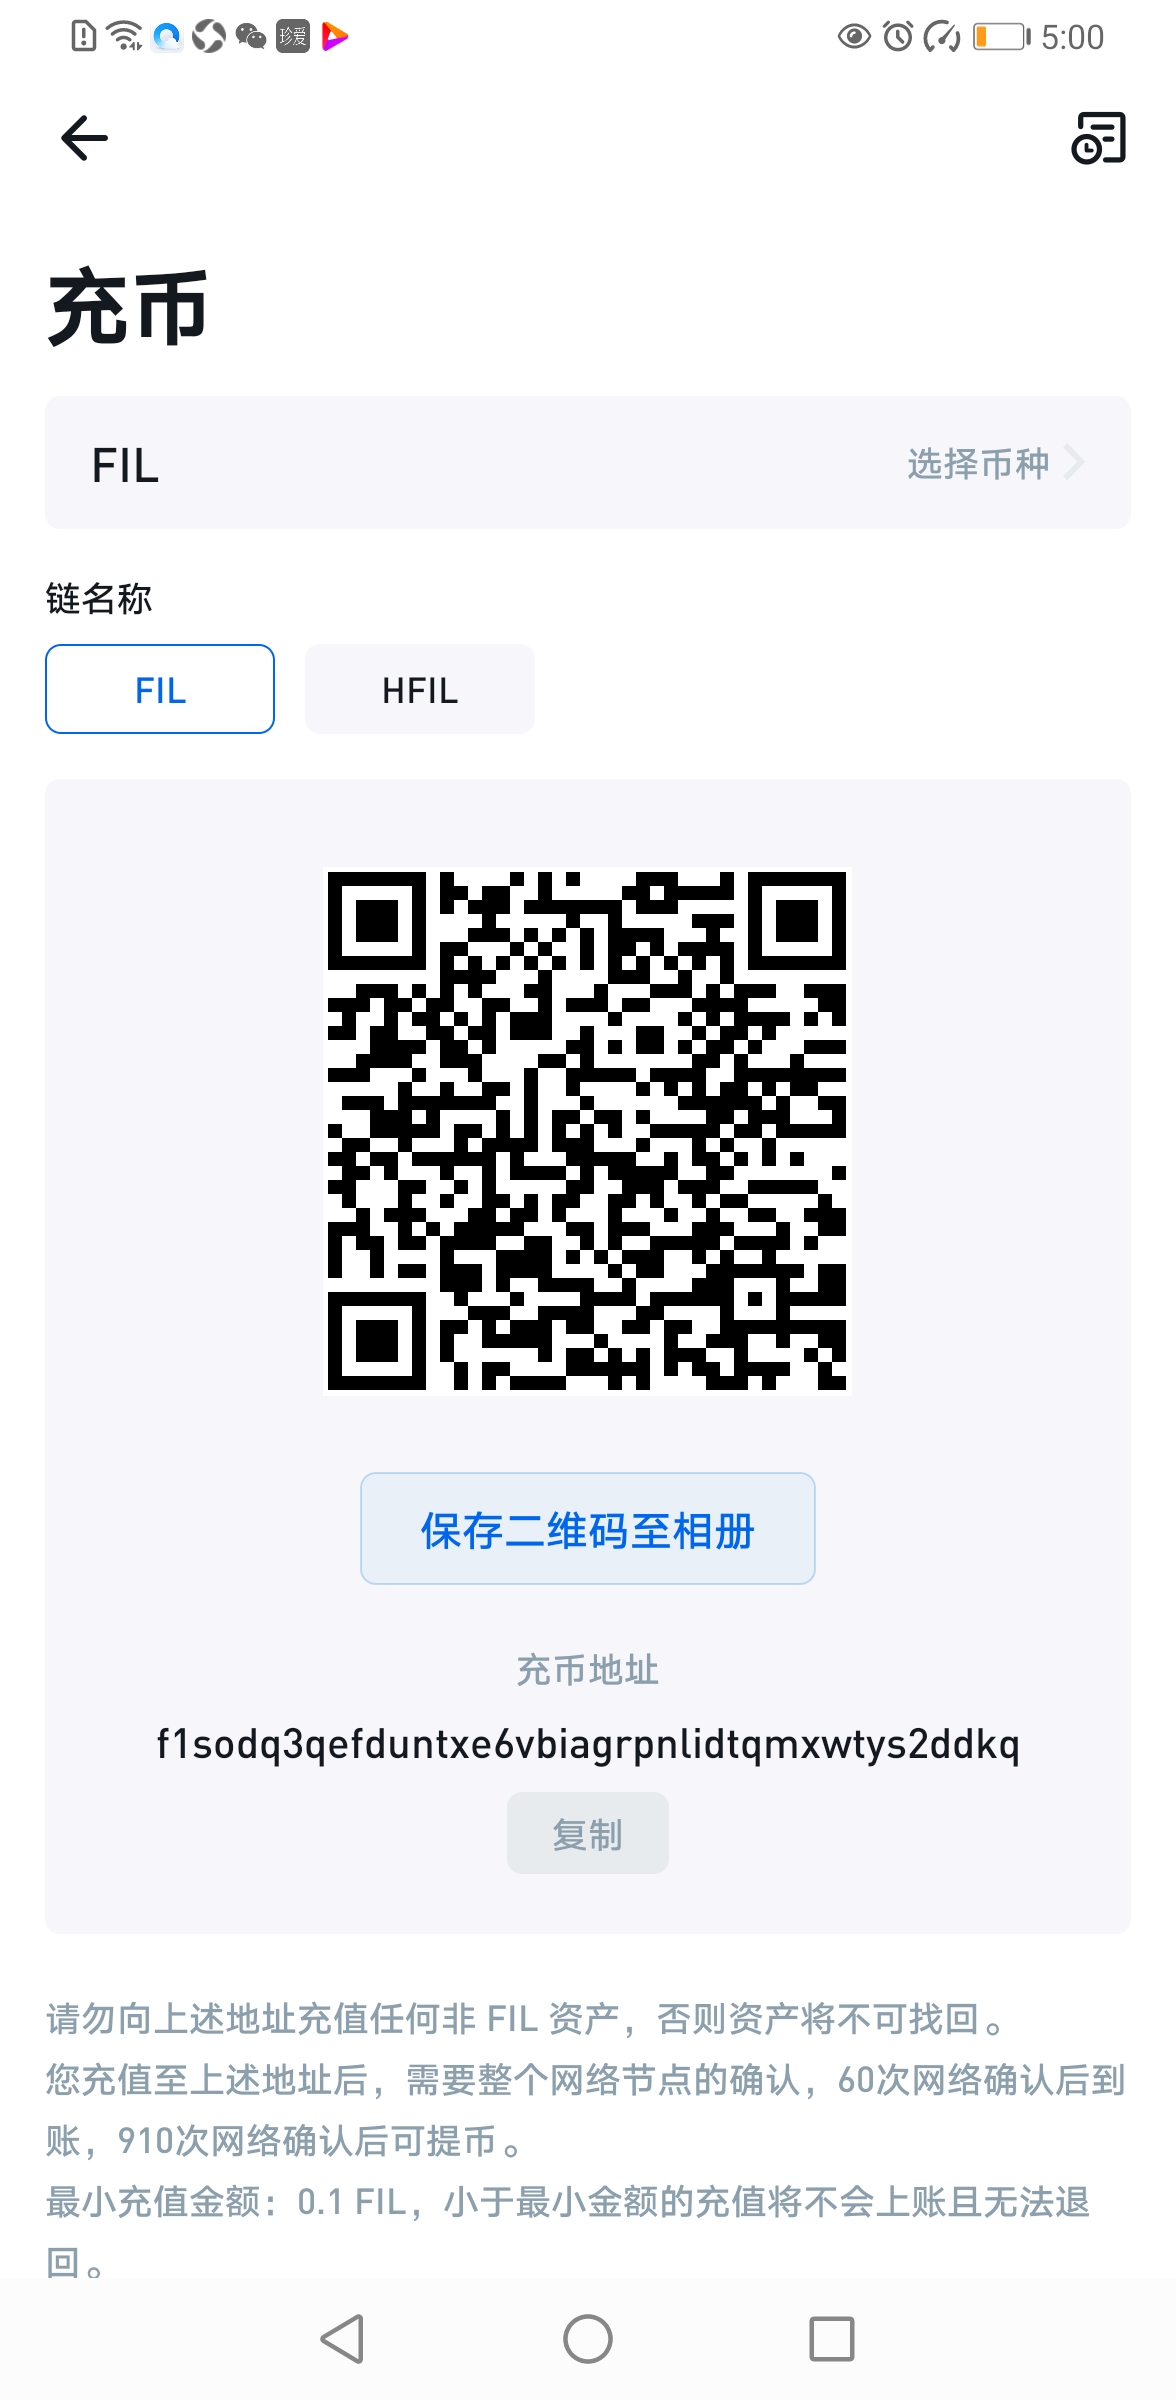 珍爱
5:00
充币
FIL
选择币种
链名称
FIL
HFIL
保存二维码至相册
充币地址
f1sodq3qefduntxe6vbiagrpnlidtqmxwtys2ddkq
复制
请勿向上述地址充值任何非 FIL 资产，否则资产将不可找回。
您充值至上述地址后，需要整个网络节点的确认，60次网络确认后到
账，910次网络确认后可提币。
最小充值金额：0.1 FIL，小于最小金额的充值将不会上账且无法退
回。